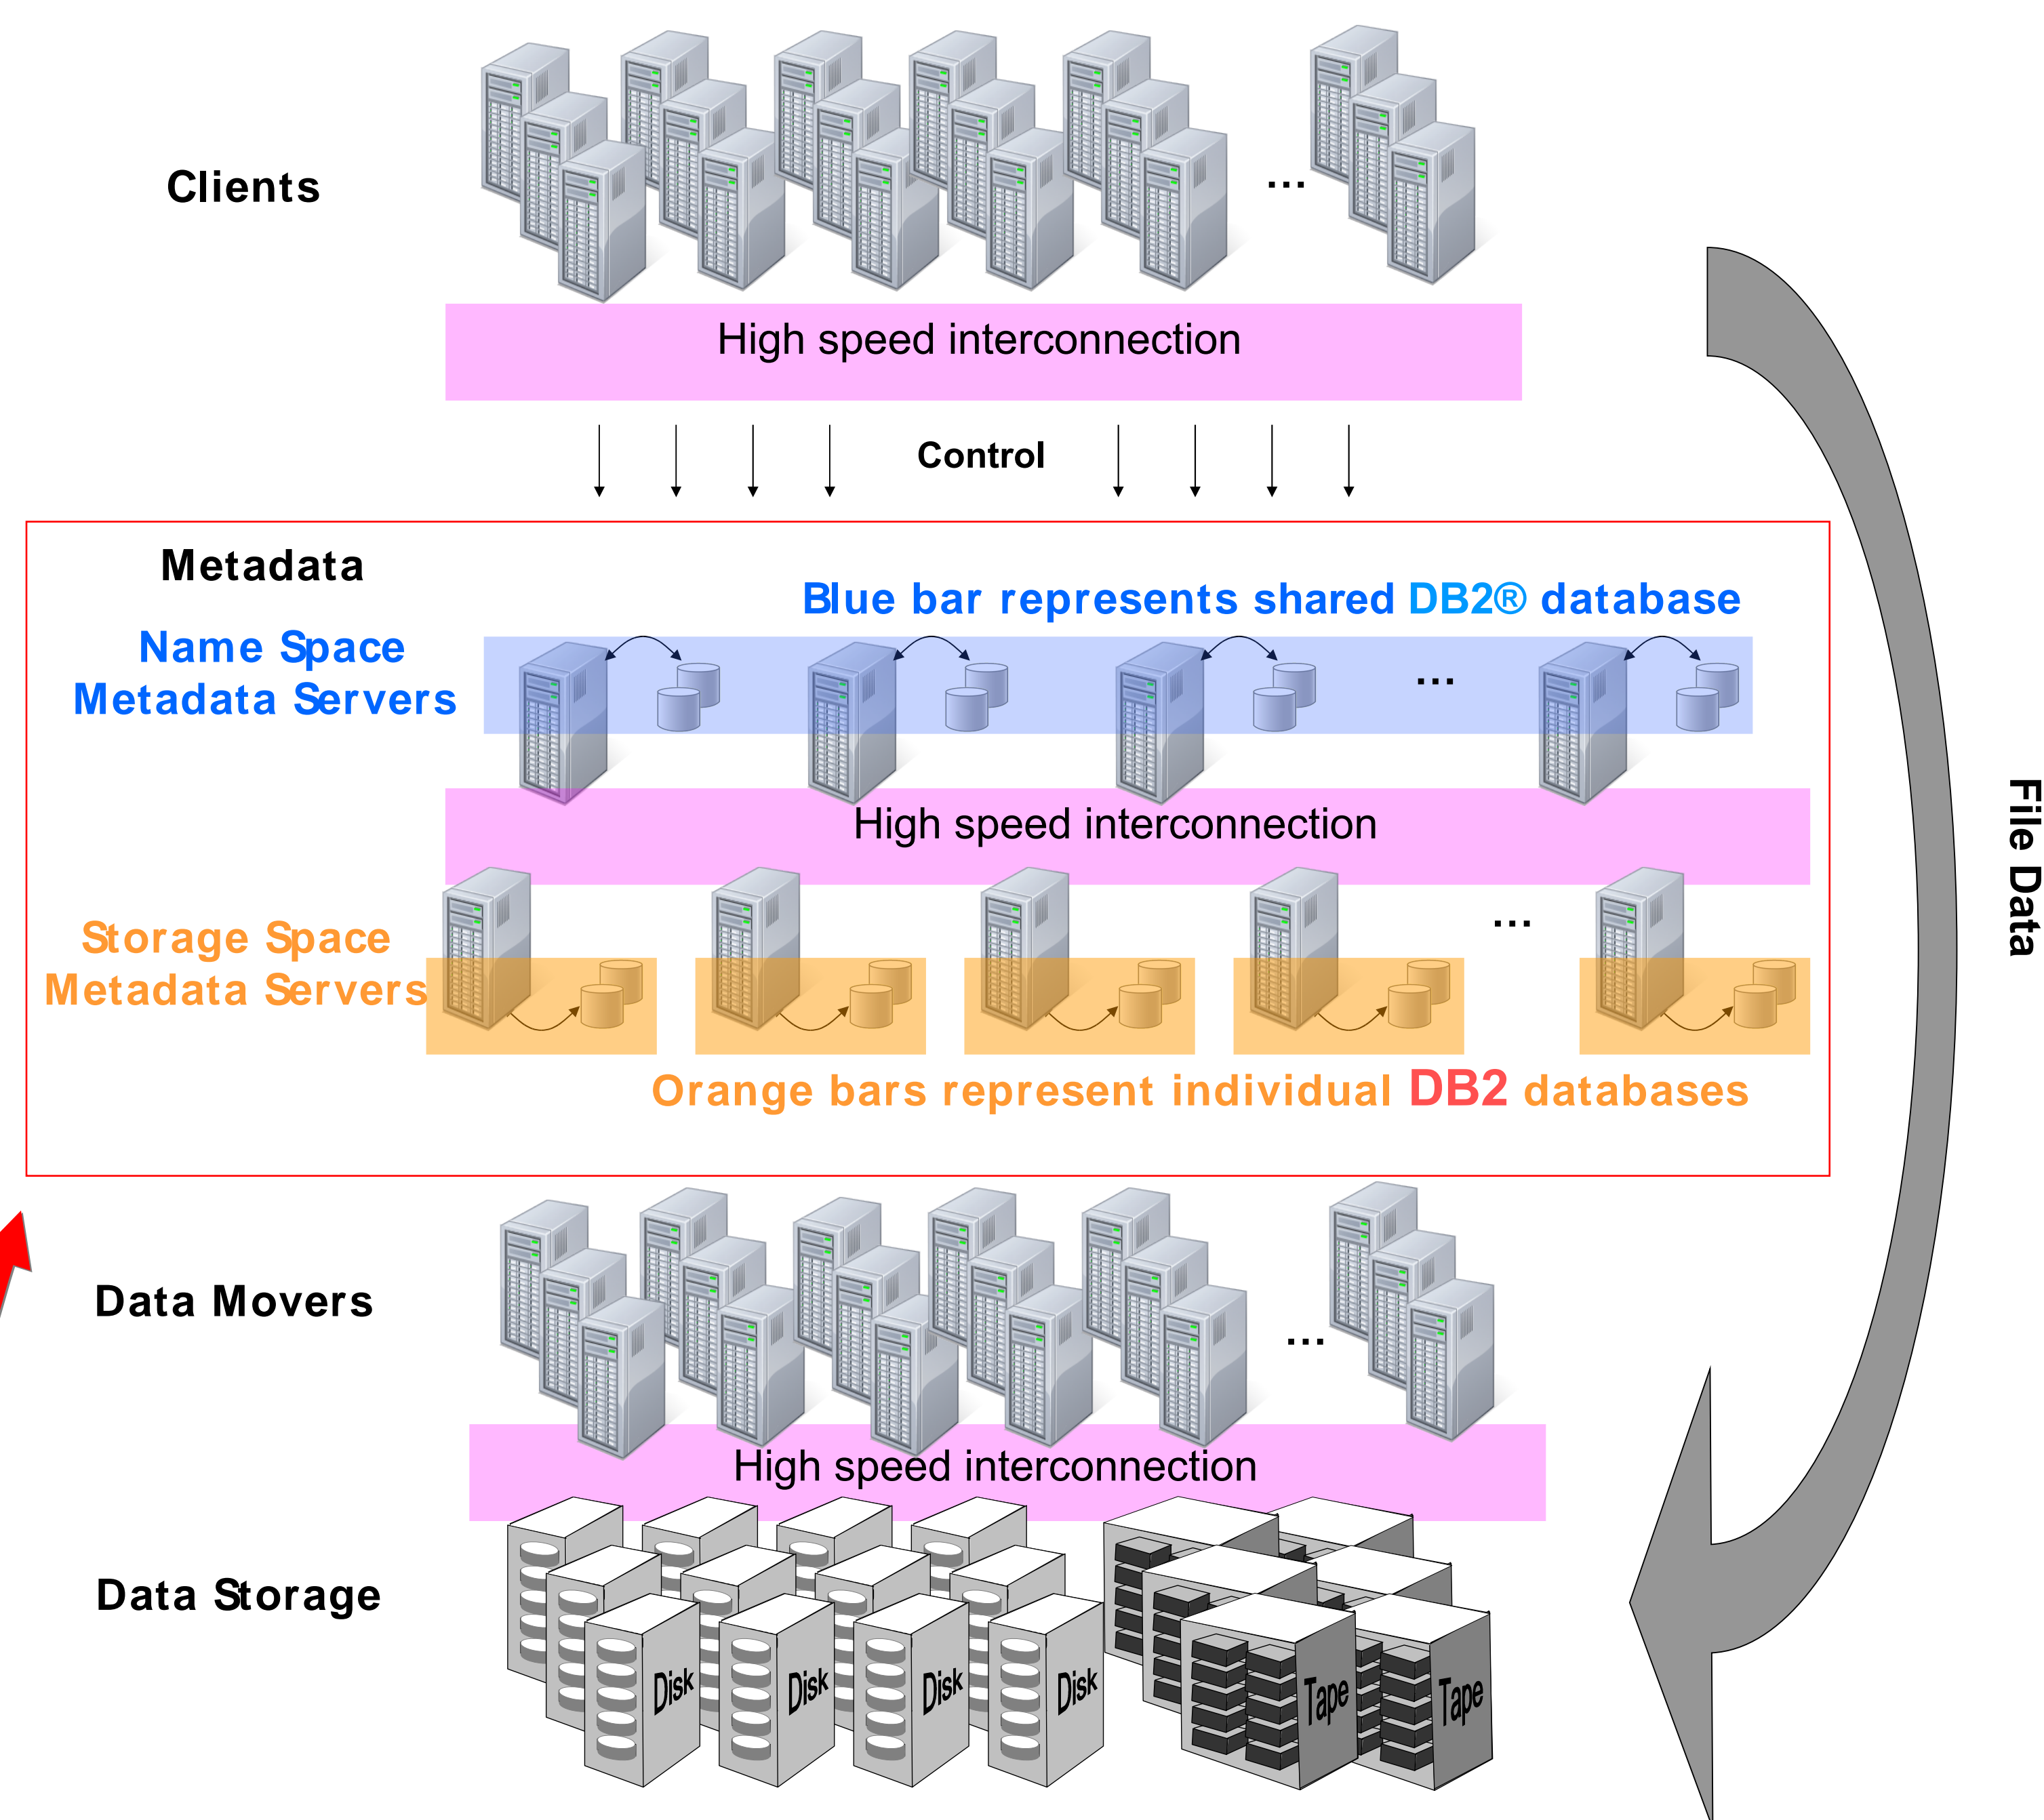 Clients
...
High speed interconnection
Control
Metadata
Blue bar represents shared DB2® database
Name Space
Metadata Servers
...
High speed interconnection
Storage Space
Metadata Servers
...
Orange bars represent individual DB2 databases
File Data
Data Movers
...
High speed interconnection
Data Storage
Disk
Disk
Disk
Disk
Tape
Tape